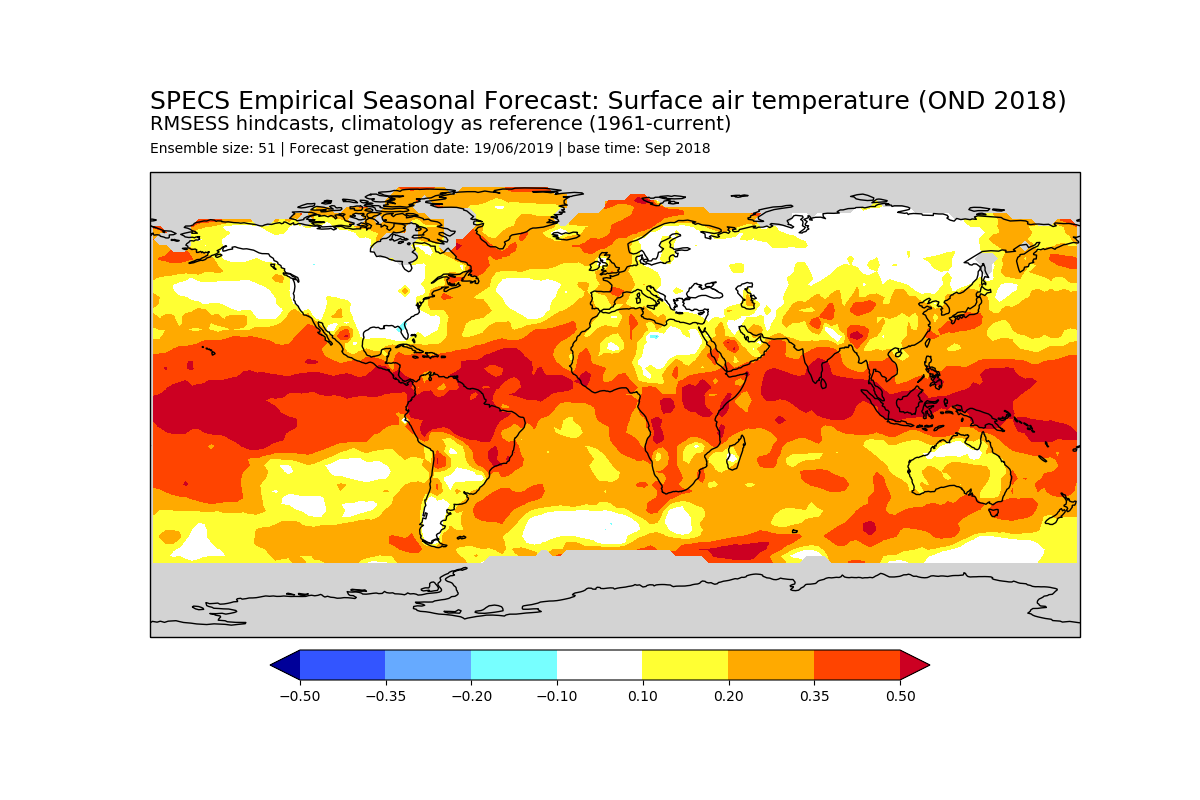 SPECS Empirical Seasonal Forecast: Surface air temperature (OND 2018)
RMSESS hindcasts, climatology as reference (1961-current)
Ensemble size: 51 | Forecast generation date: 19/06/2019 | base time: Sep 2018
−0.50 −0.35 −0.20 −0.10 0.10 0.20 0.35 0.50